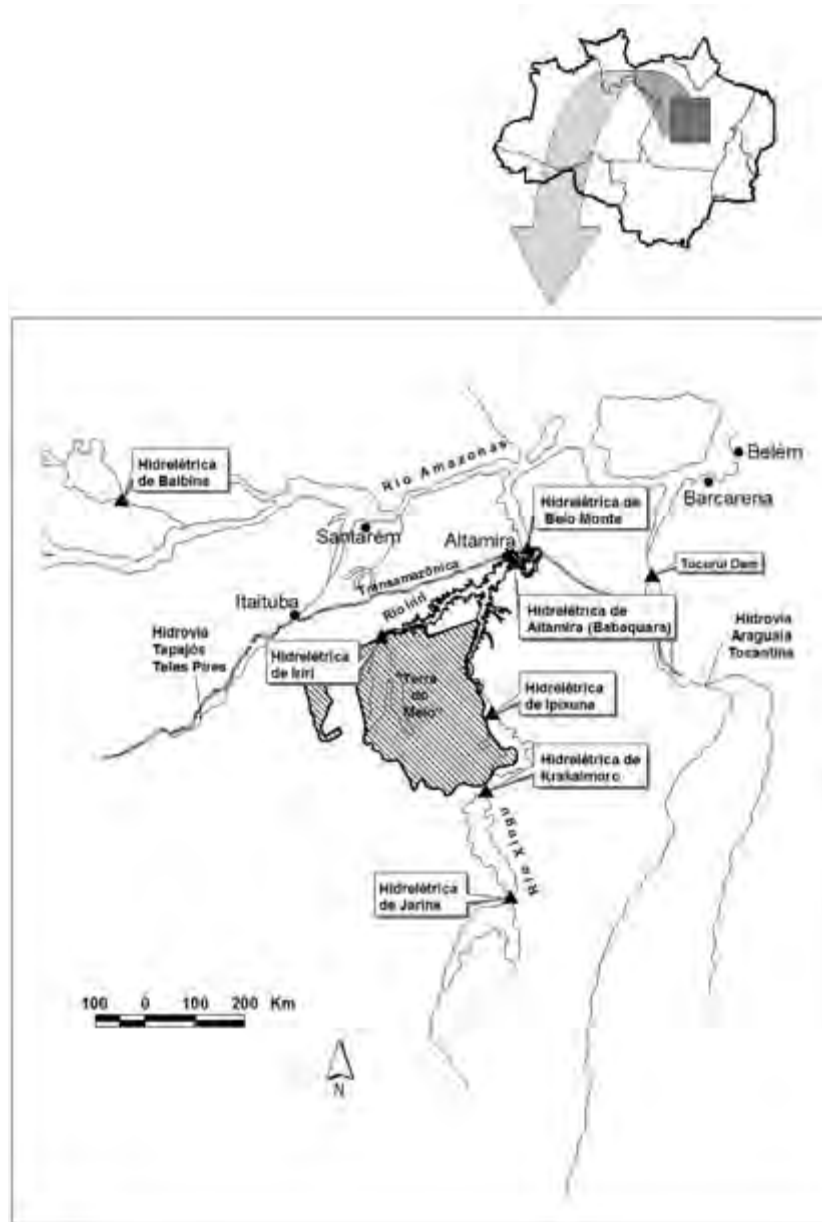 Belém
Rio Amazonas
Hidrelétrica
de Balbina
Barcarena
Hidrelétrica de
Belo Monte
Santarém
Altamira
Tucuruí Dam
Transamazônica
Rio Iriri
Itaituba
Hidrelétrica de
Altamira (Babaquara)
Hidrovia
Tapajós
Teles Pires
Hidrovia
Araguaia
Tocantins
Hidrelétrica
de Iriri
"Terra
do
Meio"
Hidrelétrica
de Ipixuna
Hidrelétrica de
Kokraimoro
Rio Xingu
Hidrelétrica
de Jarina
100 0 100 200 Km
N